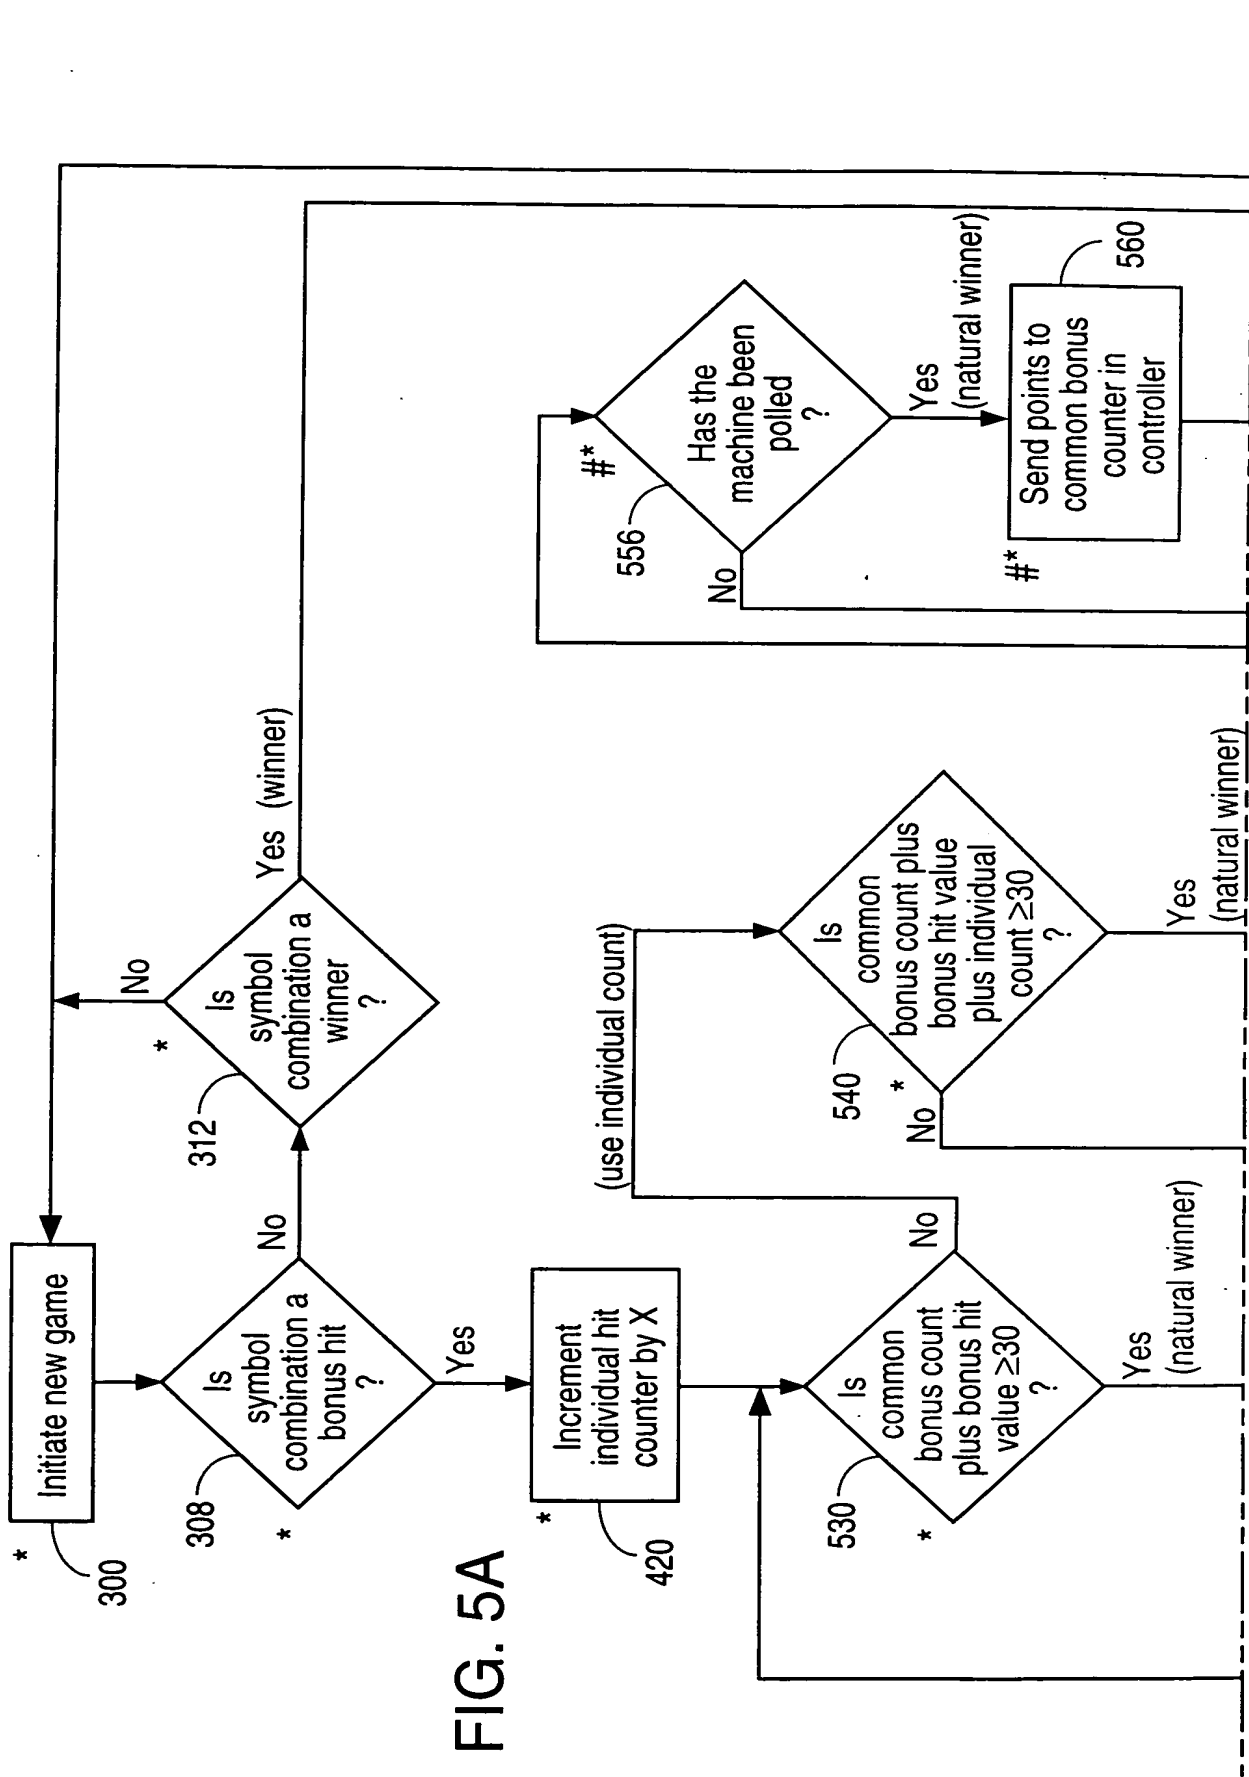 *
Initiate new game
300
Is
symbol
combination a
bonus hit
?
308
*
No
Yes
Is
symbol
combination a
winner
?
312
*
No
Yes (winner)
*
Increment
individual hit
counter by X
420
FIG. 5A
Is
common
bonus count
plus bonus hit
value ≥30
?
530
*
No
Yes
(natural winner)
(use individual count)
Is
common
bonus count plus
bonus hit value
plus individual
count ≥30
?
540
*
No
Yes
(natural winner)
#*
Has the
machine been
polled
?
556
No
Yes
(natural winner)
#*
Send points to
common bonus
counter in
controller
560